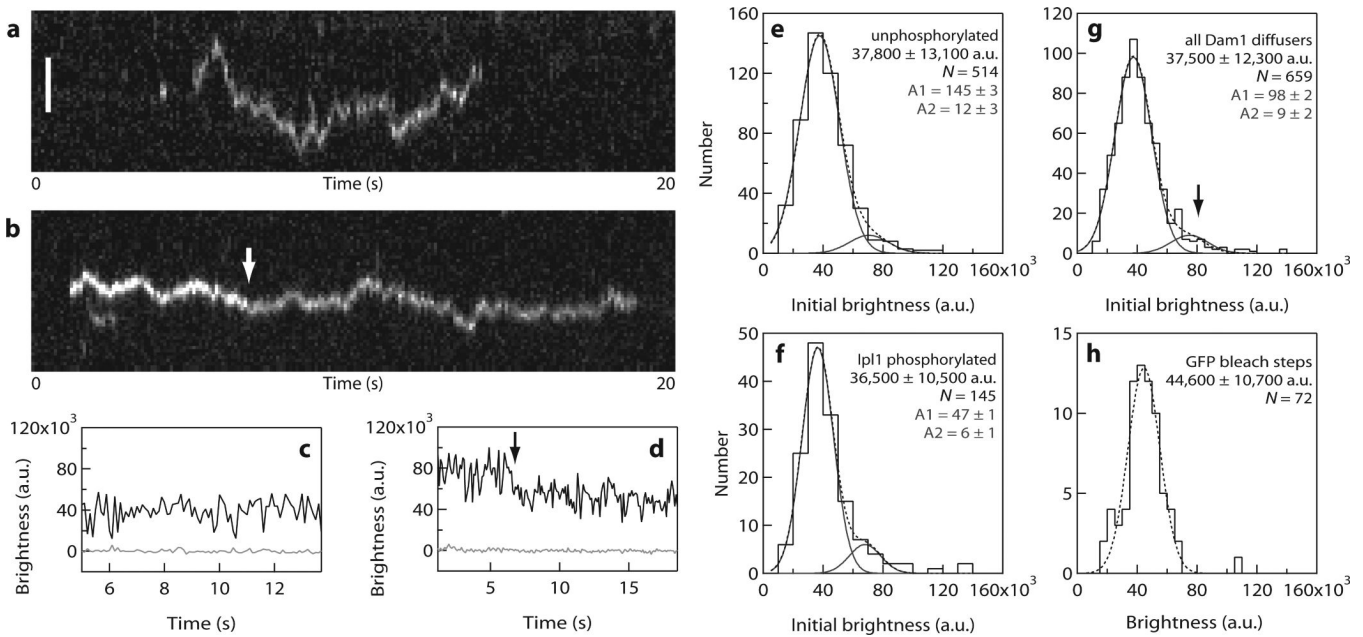 a
0
Time (s)
20
b
0
Time (s)
20
120x10³
80
40
0
Brightness (a.u.)
c
6
8
10
12
Time (s)
120x10³
80
40
0
Brightness (a.u.)
d
5
10
15
Time (s)
e
unphosphorylated
37,800 ± 13,100 a.u.
N = 514
A1 = 145 ± 3
A2 = 12 ± 3
160
120
80
40
0
Number
0
40
80
120
160x10³
Initial brightness (a.u.)
f
Ipl1 phosphorylated
36,500 ± 10,500 a.u.
N = 145
A1 = 47 ± 1
A2 = 6 ± 1
50
40
30
20
10
0
Number
0
40
80
120
160x10³
Initial brightness (a.u.)
g
all Dam1 diffusers
37,500 ± 12,300 a.u.
N = 659
A1 = 98 ± 2
A2 = 9 ± 2
120
100
80
60
40
20
0
0
40
80
120
160x10³
Initial brightness (a.u.)
h
GFP bleach steps
44,600 ± 10,700 a.u.
N = 72
15
10
5
0
0
40
80
120
160x10³
Brightness (a.u.)